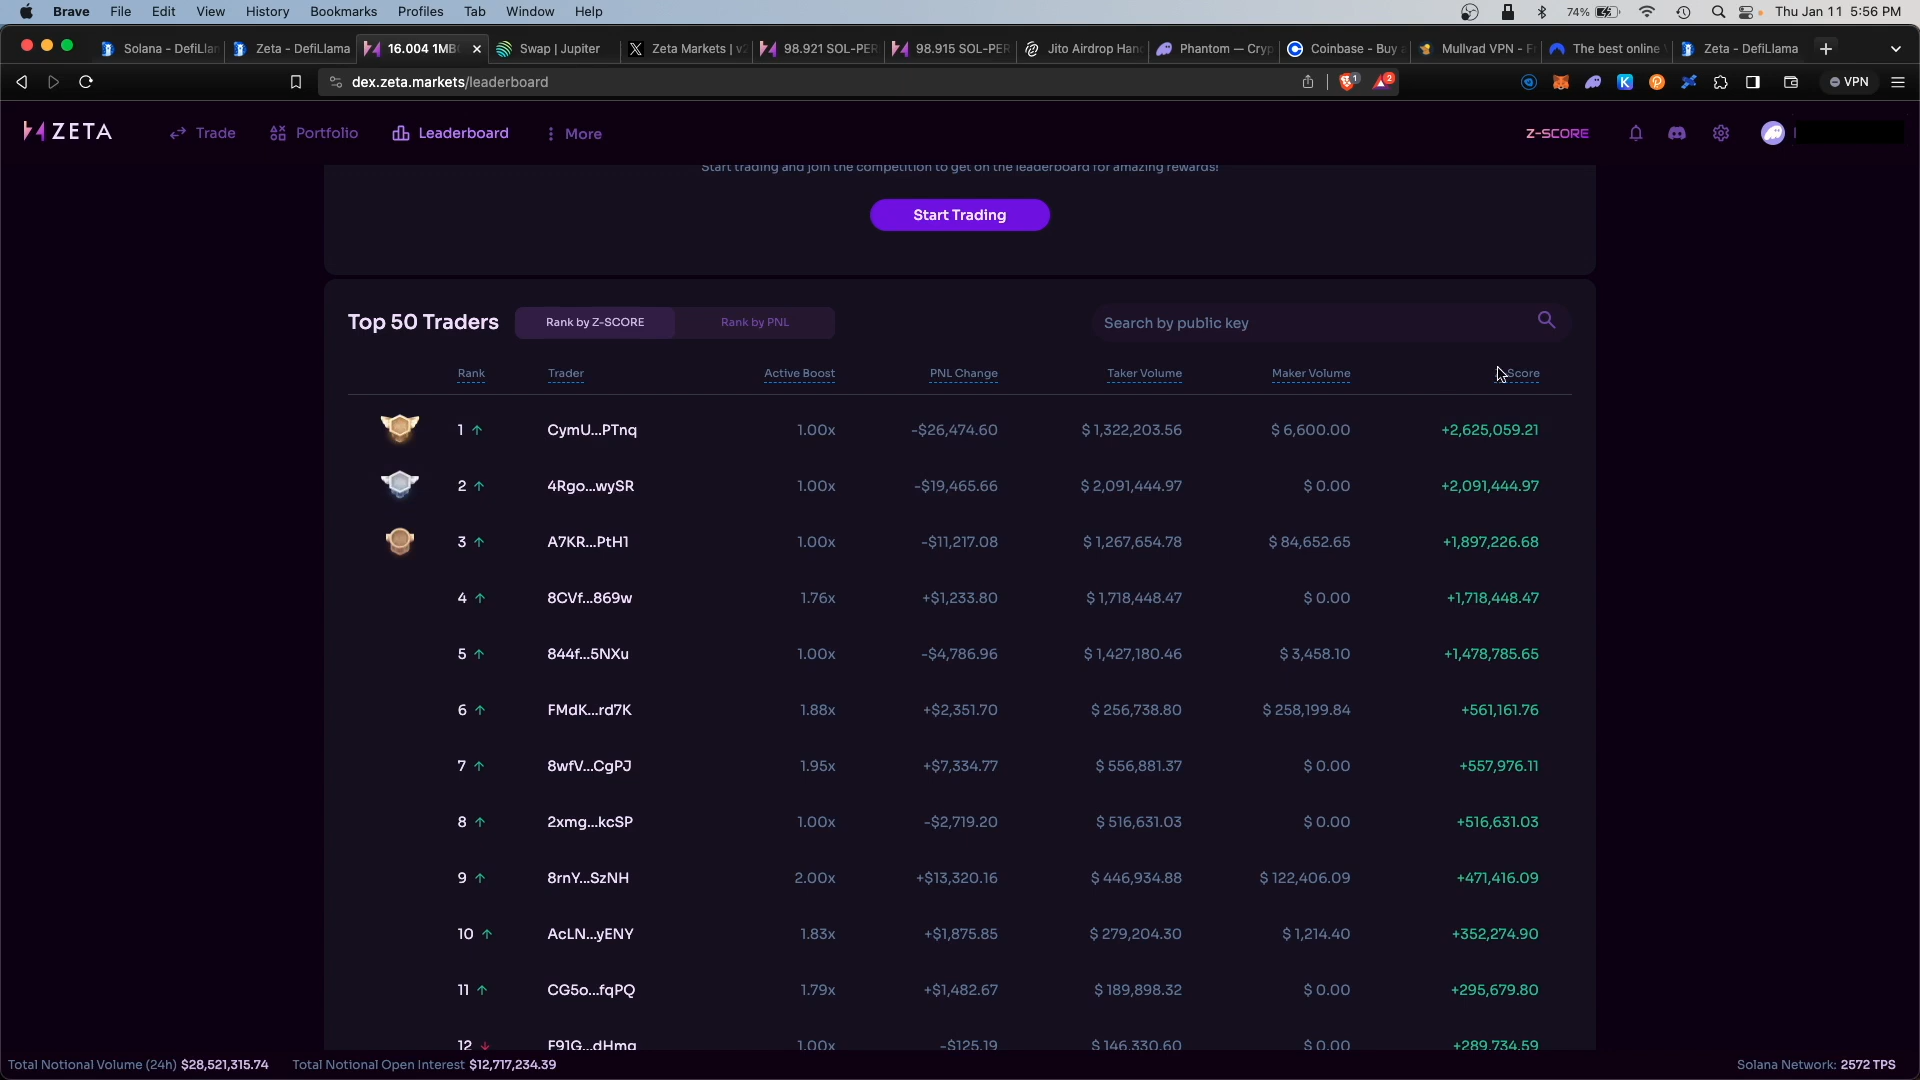 Brave File Edit View History Bookmarks Profiles Tab Window Help 74% Thu Jan 11 5:56 PM
Solana - DefiLlan Zeta - DefiLlama 16.004 1MB Swap | Jupiter Zeta Markets | v2 98.921 SOL-PER 98.915 SOL-PER Jito Airdrop Han Phantom — Cryp Coinbase - Buy a Mullvad VPN - F The best online Zeta - DefiLlama
dex.zeta.markets/leaderboard 1 2 VPN
ZETA Trade Portfolio Leaderboard More Z-SCORE
Start trading and join the competition to get on the leaderboard for amazing rewards!
Start Trading
Top 50 Traders Rank by Z-SCORE Rank by PNL Search by public key
Rank Trader Active Boost PNL Change Taker Volume Maker Volume Score
1 CymU...PTnq 1.00x -$26,474.60 $ 1,322,203.56 $ 6,600.00 +2,625,059.21
2 4Rgo...wySR 1.00x -$19,465.66 $ 2,091,444.97 $ 0.00 +2,091,444.97
3 A7KR...PtH1 1.00x -$11,217.08 $ 1,267,654.78 $ 84,652.65 +1,897,226.68
4 8CVf...869w 1.76x +$1,233.80 $ 1,718,448.47 $ 0.00 +1,718,448.47
5 844f...5NXu 1.00x -$4,786.96 $ 1,427,180.46 $ 3,458.10 +1,478,785.65
6 FMdK...rd7K 1.88x +$2,351.70 $ 256,738.80 $ 258,199.84 +561,161.76
7 8wfV...CgPJ 1.95x +$7,334.77 $ 556,881.37 $ 0.00 +557,976.11
8 2xmg...kcSP 1.00x -$2,719.20 $ 516,631.03 $ 0.00 +516,631.03
9 8rnY...SzNH 2.00x +$13,320.16 $ 446,934.88 $ 122,406.09 +471,416.09
10 AcLN...yENY 1.83x +$1,875.85 $ 279,204.30 $ 1,214.40 +352,274.90
11 CG5o...fqPQ 1.79x +$1,482.67 $ 189,898.32 $ 0.00 +295,679.80
12 F91G...dHmq 1.00x -$125.19 $ 146,330.60 $ 0.00 +289,734.59
Total Notional Volume (24h) $28,521,315.74 Total Notional Open Interest $12,717,234.39 Solana Network: 2572 TPS